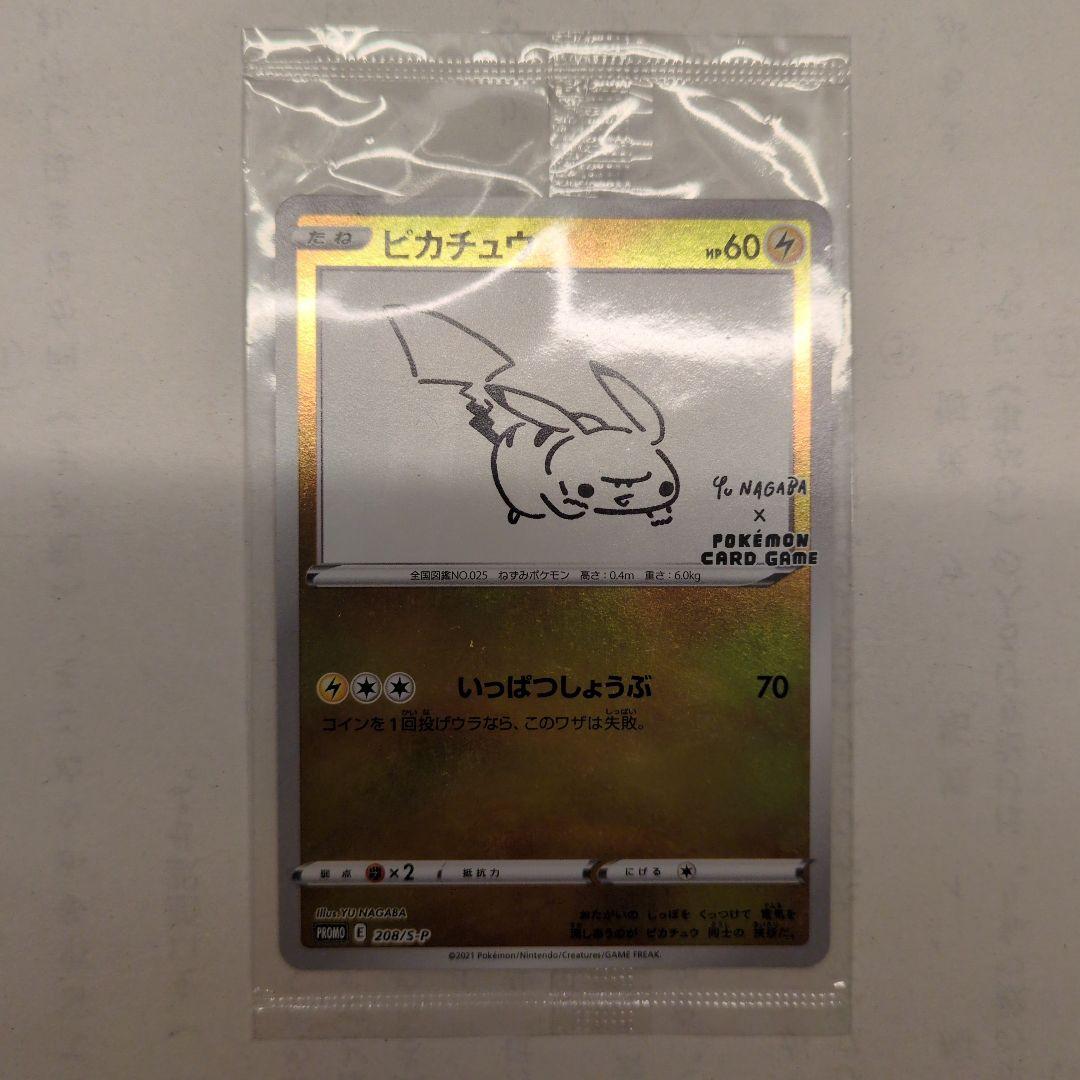 たね ピカチュウ HP60
YU NAGABA
×
POKÉMON
CARD GAME
全国図鑑NO.025 ねずみポケモン 高さ:0.4m 重さ:6.0kg
いっぱつしょうぶ 70
コインを1回投げウラなら、このワザは失敗。
弱点 ×2 抵抗力 にげる
Illus. YU NAGABA
PROMO E 208/S-P
おたがいの しっぽを くっつけて 電気を
流しあうのが ピカチュウ 同士の 挨拶だ。
©2021 Pokémon/Nintendo/Creatures/GAME FREAK.